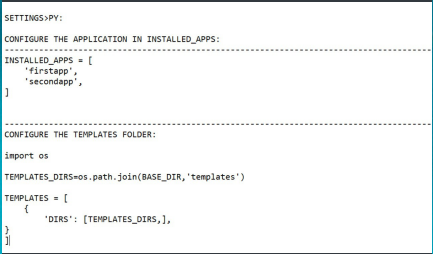 SETTINGS>PY:
CONFIGURE THE APPLICATION IN INSTALLED_APPS:
--------------------------------------------------------------------------------
INSTALLED_APPS = [
    'firstapp',
    'secondapp',
]
--------------------------------------------------------------------------------
CONFIGURE THE TEMPLATES FOLDER:
import os
TEMPLATES_DIRS=os.path.join(BASE_DIR,'templates')
TEMPLATES = [
    {
        'DIRS': [TEMPLATES_DIRS,],
}
]